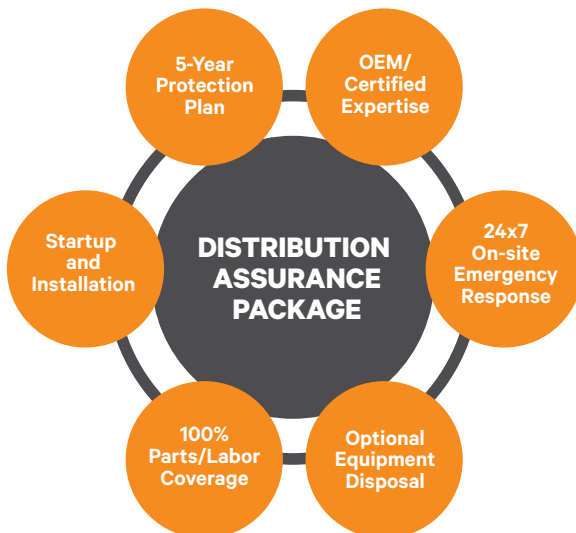 5-Year
Protection
Plan
OEM/
Certified
Expertise
Startup
and
Installation
DISTRIBUTION
ASSURANCE
PACKAGE
24x7
On-site
Emergency
Response
100%
Parts/Labor
Coverage
Optional
Equipment
Disposal